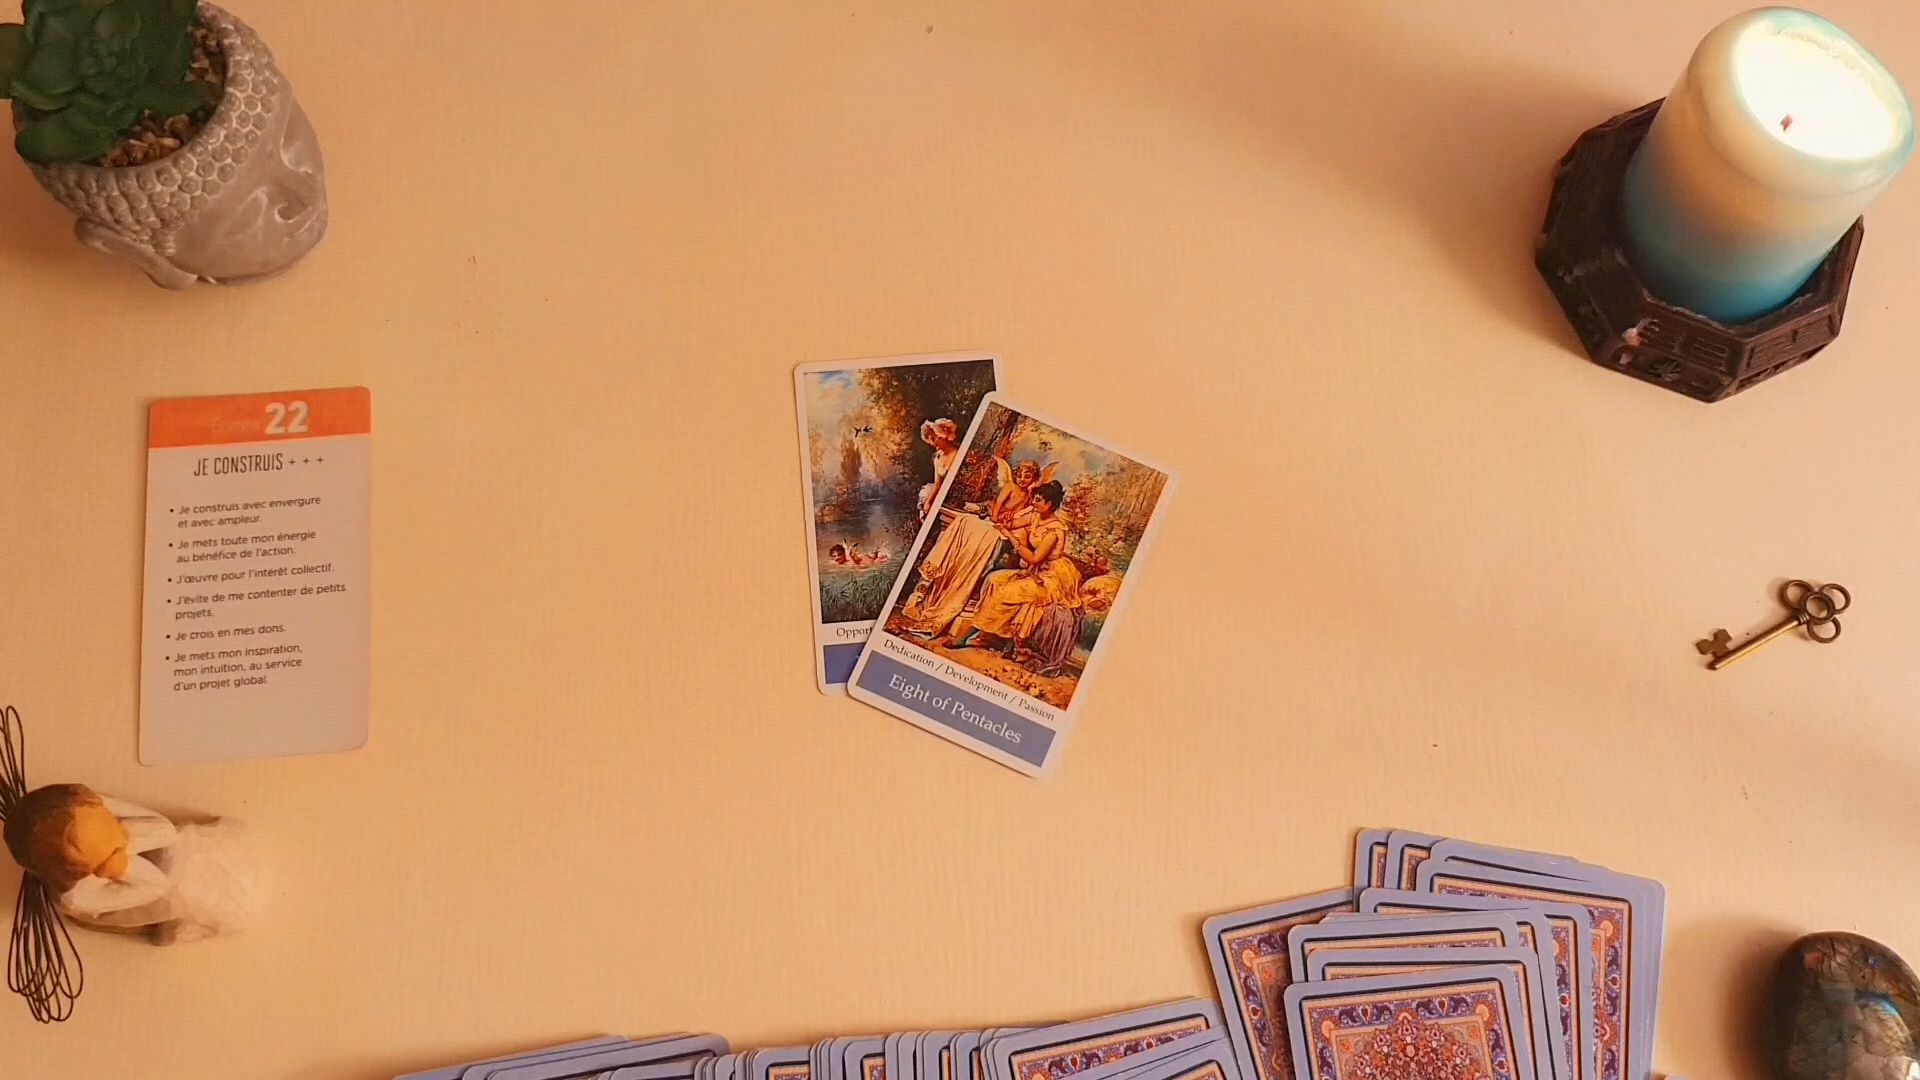 22
JE CONSTRUIS + + +
• Je construis avec envergure
et avec ampleur.
• Je mets toute mon énergie
au bénéfice de l'action.
• J'œuvre pour l'intérêt collectif.
• J'évite de me contenter de petits
projets.
• Je crois en mes dons.
• Je mets mon inspiration,
mon intuition, au service
d'un projet global.
Opport
Dedication / Development / Passion
Eight of Pentacles